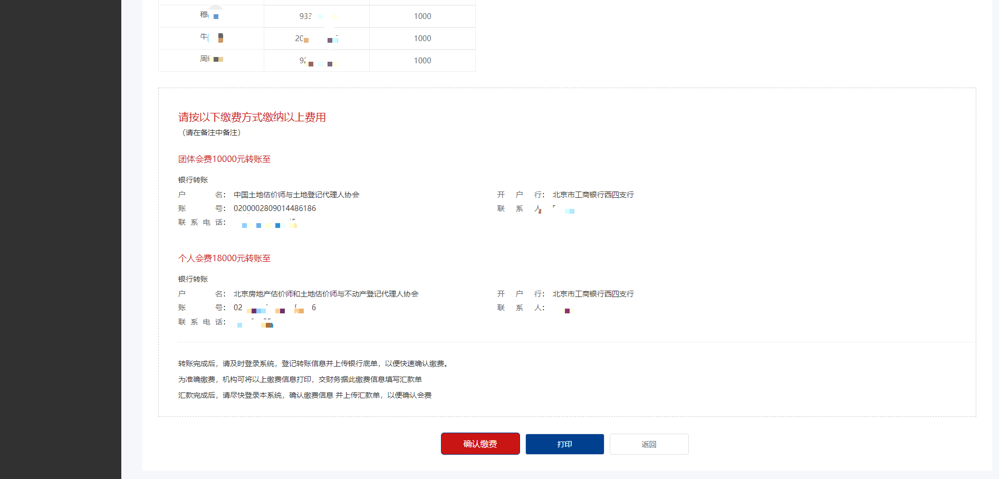 穆 933 1000
牛 20 1000
周 92 1000
请按以下缴费方式缴纳以上费用
（请在备注中备注）
团体会费10000元转账至
银行转账
户 名： 中国土地估价师与土地登记代理人协会 开 户 行： 北京市工商银行西四支行
账 号： 0200002809014486186 联 系 人
联 系 电 话：
个人会费18000元转账至
银行转账
户 名： 北京房地产估价师和土地估价师与不动产登记代理人协会 开 户 行： 北京市工商银行西四支行
账 号： 02 6 联 系 人：
联 系 电 话：
转账完成后，请及时登录系统，登记转账信息并上传银行底单，以便快速确认缴费。
为准确缴费，机构可将以上缴费信息打印，交财务据此缴费信息填写汇款单
汇款完成后，请尽快登录本系统，确认缴费信息 并上传汇款单，以便确认会费
确认缴费 打印 返回